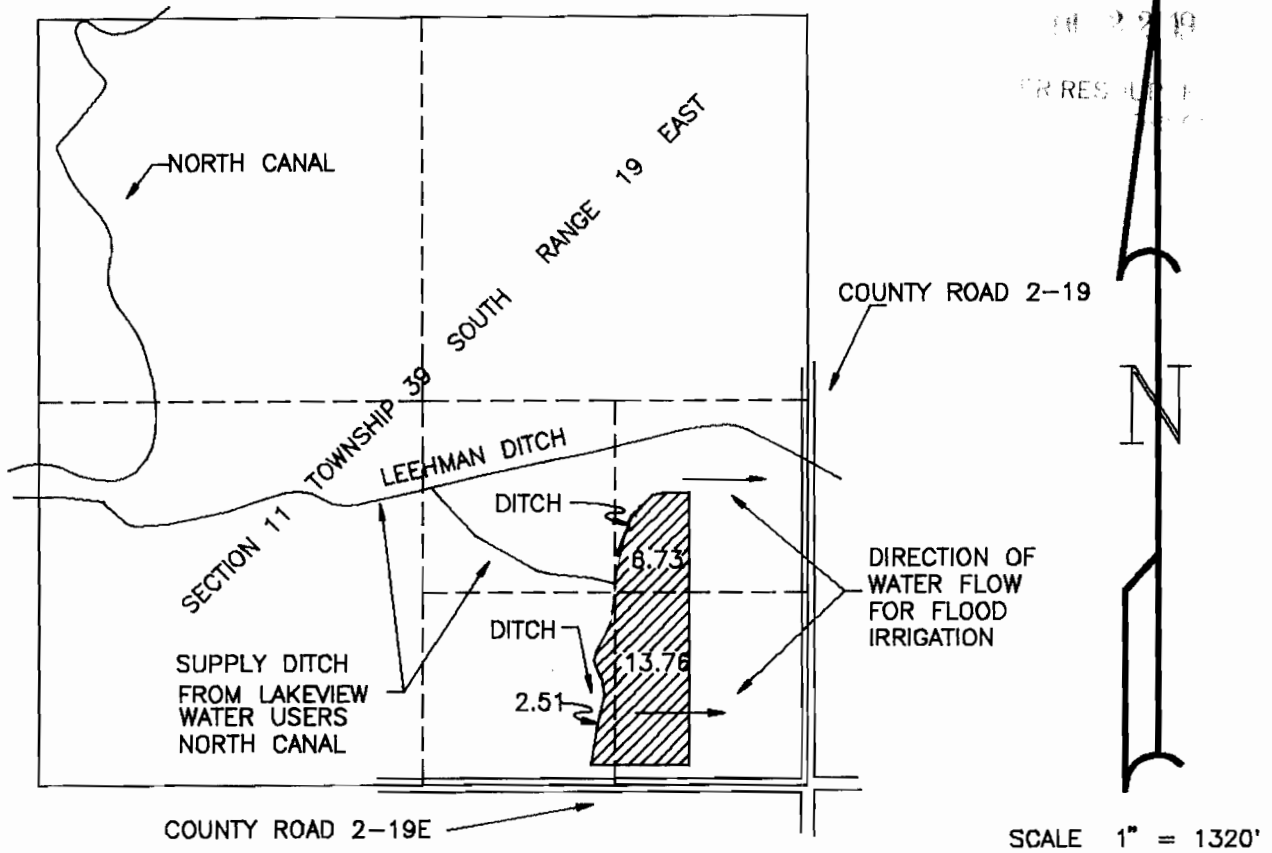 NORTH CANAL
SECTION 11 TOWNSHIP 39 SOUTH RANGE 19 EAST
COUNTY ROAD 2-19
N
LEEHMAN DITCH
DITCH
6.73
DIRECTION OF
WATER FLOW
FOR FLOOD
IRRIGATION
DITCH
13.76
2.51
SUPPLY DITCH
FROM LAKEVIEW
WATER USERS
NORTH CANAL
COUNTY ROAD 2-19E
SCALE 1" = 1320'